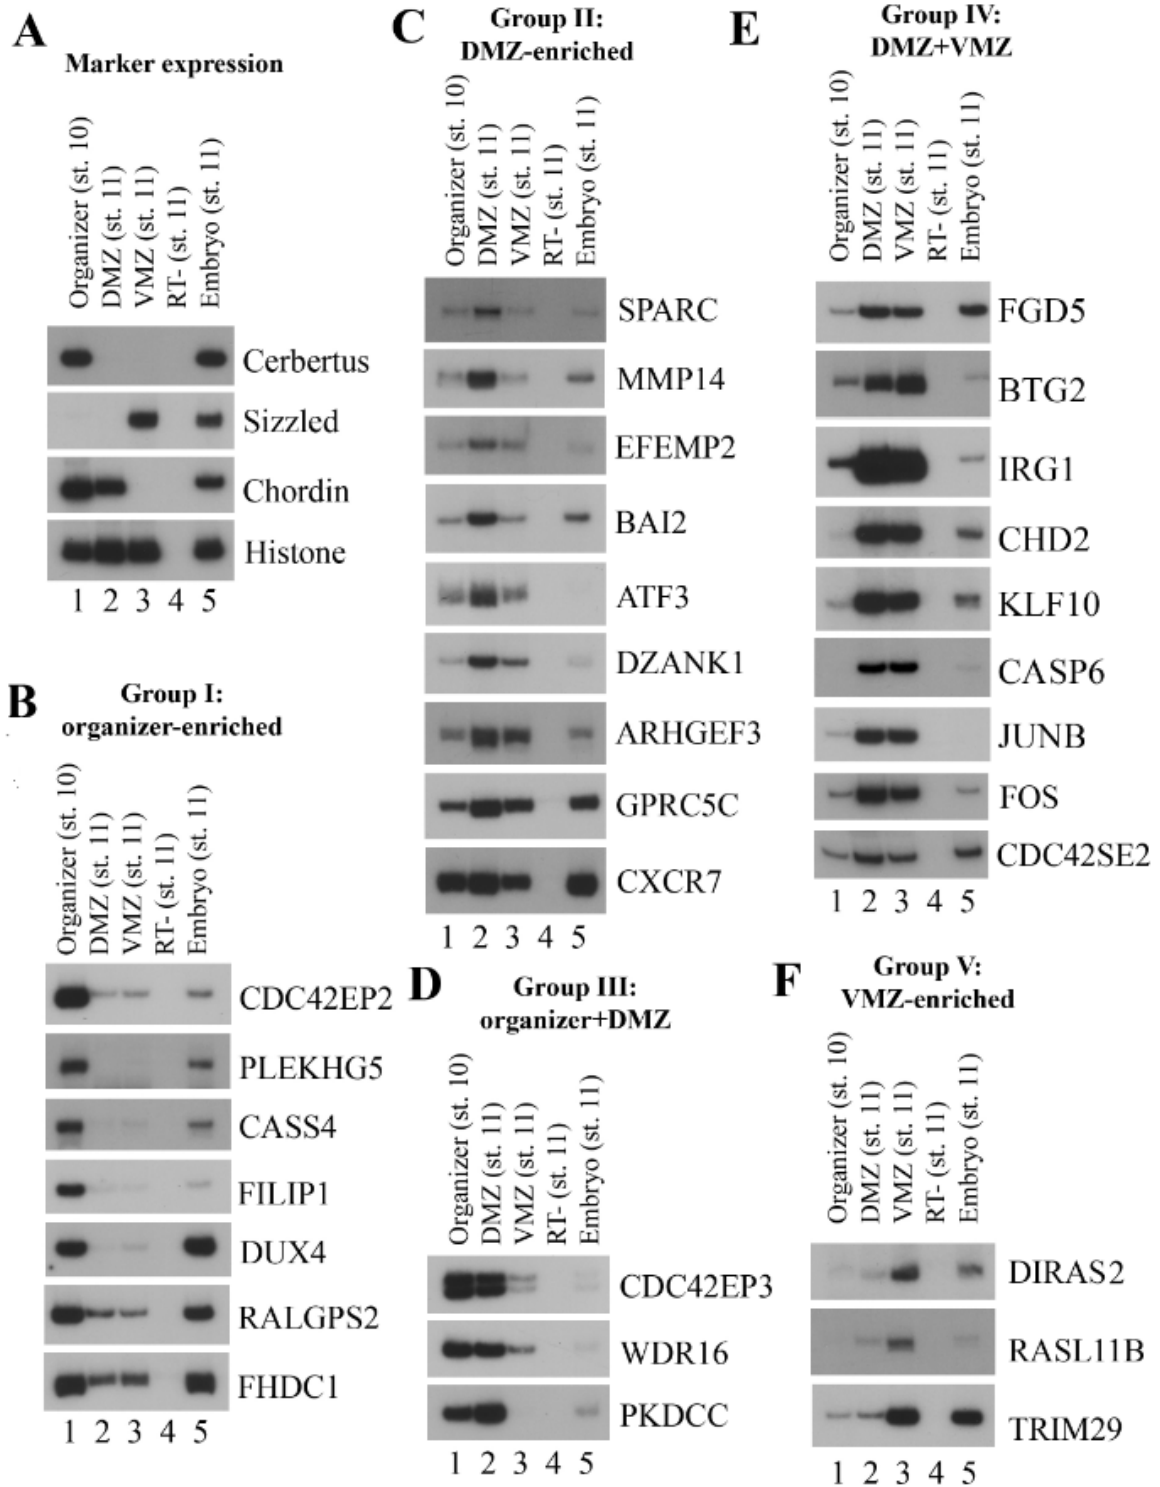 A
Marker expression
Organizer (st. 10)
DMZ (st. 11)
VMZ (st. 11)
RT- (st. 11)
Embryo (st. 11)
Cerbertus
Sizzled
Chordin
Histone
1 2 3 4 5
B
Group I:
organizer-enriched
Organizer (st. 10)
DMZ (st. 11)
VMZ (st. 11)
RT- (st. 11)
Embryo (st. 11)
CDC42EP2
PLEKHG5
CASS4
FILIP1
DUX4
RALGPS2
FHDC1
1 2 3 4 5
C
Group II:
DMZ-enriched
Organizer (st. 10)
DMZ (st. 11)
VMZ (st. 11)
RT- (st. 11)
Embryo (st. 11)
SPARC
MMP14
EFEMP2
BAI2
ATF3
DZANK1
ARHGEF3
GPRC5C
CXCR7
1 2 3 4 5
D
Group III:
organizer+DMZ
Organizer (st. 10)
DMZ (st. 11)
VMZ (st. 11)
RT- (st. 11)
Embryo (st. 11)
CDC42EP3
WDR16
PKDCC
1 2 3 4 5
E
Group IV:
DMZ+VMZ
Organizer (st. 10)
DMZ (st. 11)
VMZ (st. 11)
RT- (st. 11)
Embryo (st. 11)
FGD5
BTG2
IRG1
CHD2
KLF10
CASP6
JUNB
FOS
CDC42SE2
1 2 3 4 5
F
Group V:
VMZ-enriched
Organizer (st. 10)
DMZ (st. 11)
VMZ (st. 11)
RT- (st. 11)
Embryo (st. 11)
DIRAS2
RASL11B
TRIM29
1 2 3 4 5